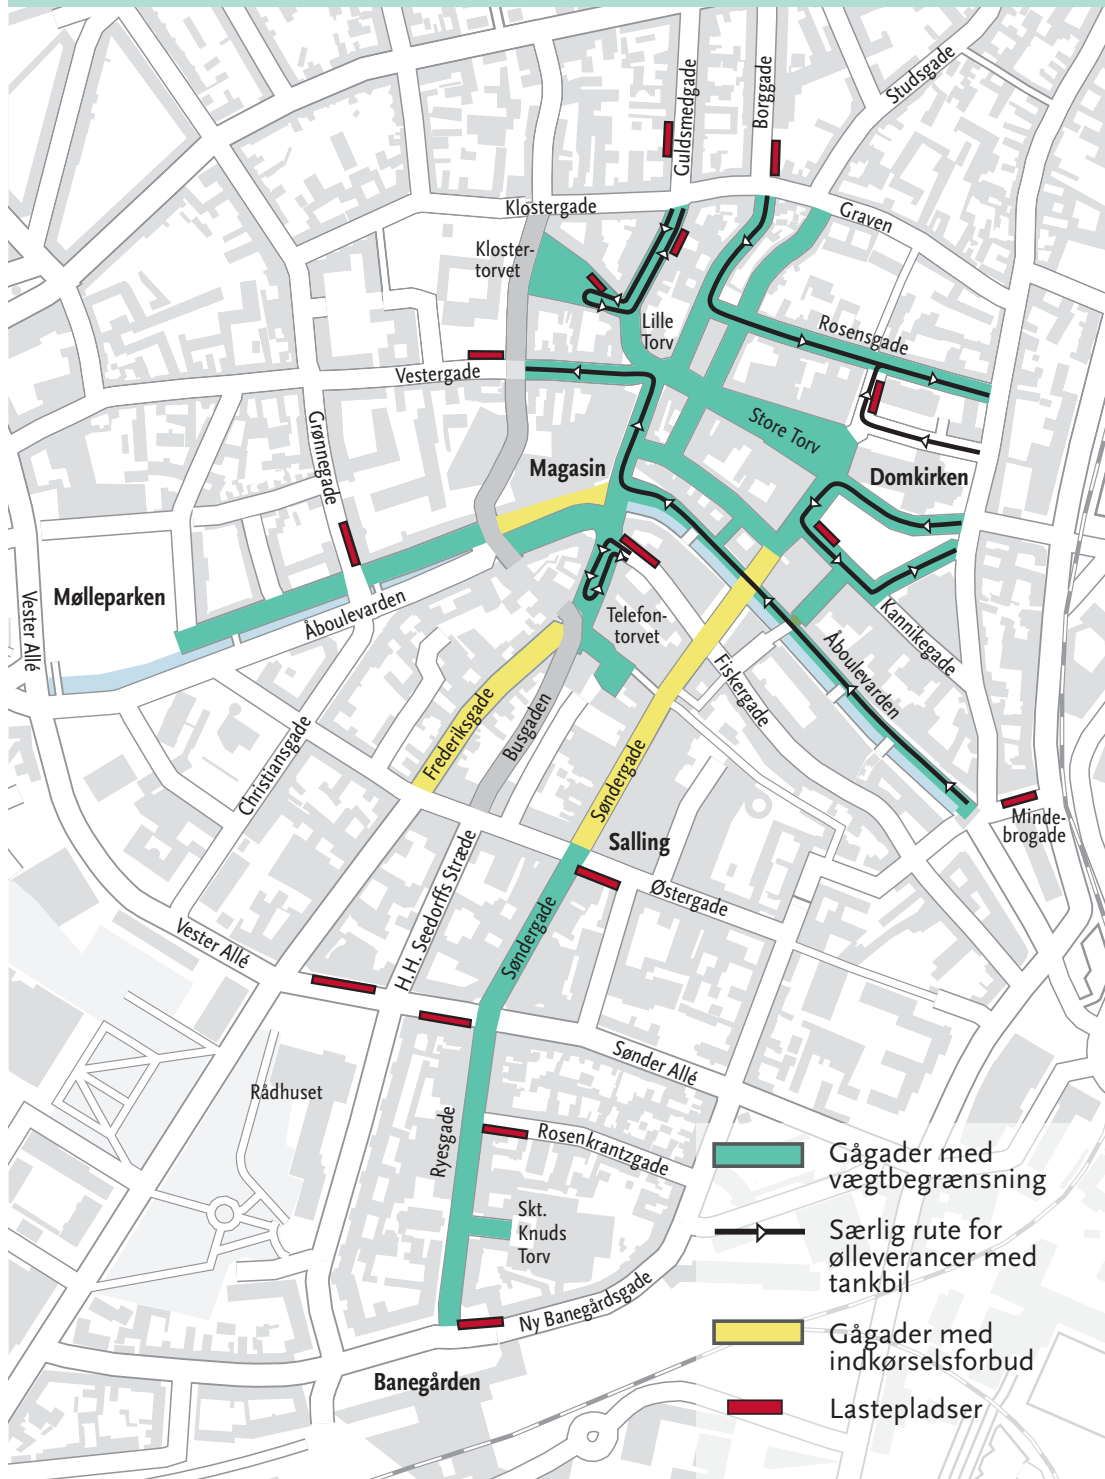 Guldsmedgade
Borggade
Studsgade
Klostergade
Graven
Kloster-
torvet
Lille
Torv
Rosensgade
Vestergade
Store Torv
Grønnegade
Magasin
Domkirken
Mølleparken
Vester Allé
Åboulevarden
Telefon-
torvet
Kannikegade
Fiskergade
Åboulevarden
Frederiksgade
Busgaden
Christiansgade
Søndergade
Salling
Minde-
brogade
H.H. Seedorffs Stræde
Østergade
Søndergade
Vester Allé
Sønder Allé
Rådhuset
Ryesgade
Rosenkrantzgade
Skt.
Knuds
Torv
Ny Banegårdsgade
Banegården
Gågader med
vægtbegrænsning
Særlig rute for
ølleverancer med
tankbil
Gågader med
indkørselsforbud
Lastepladser